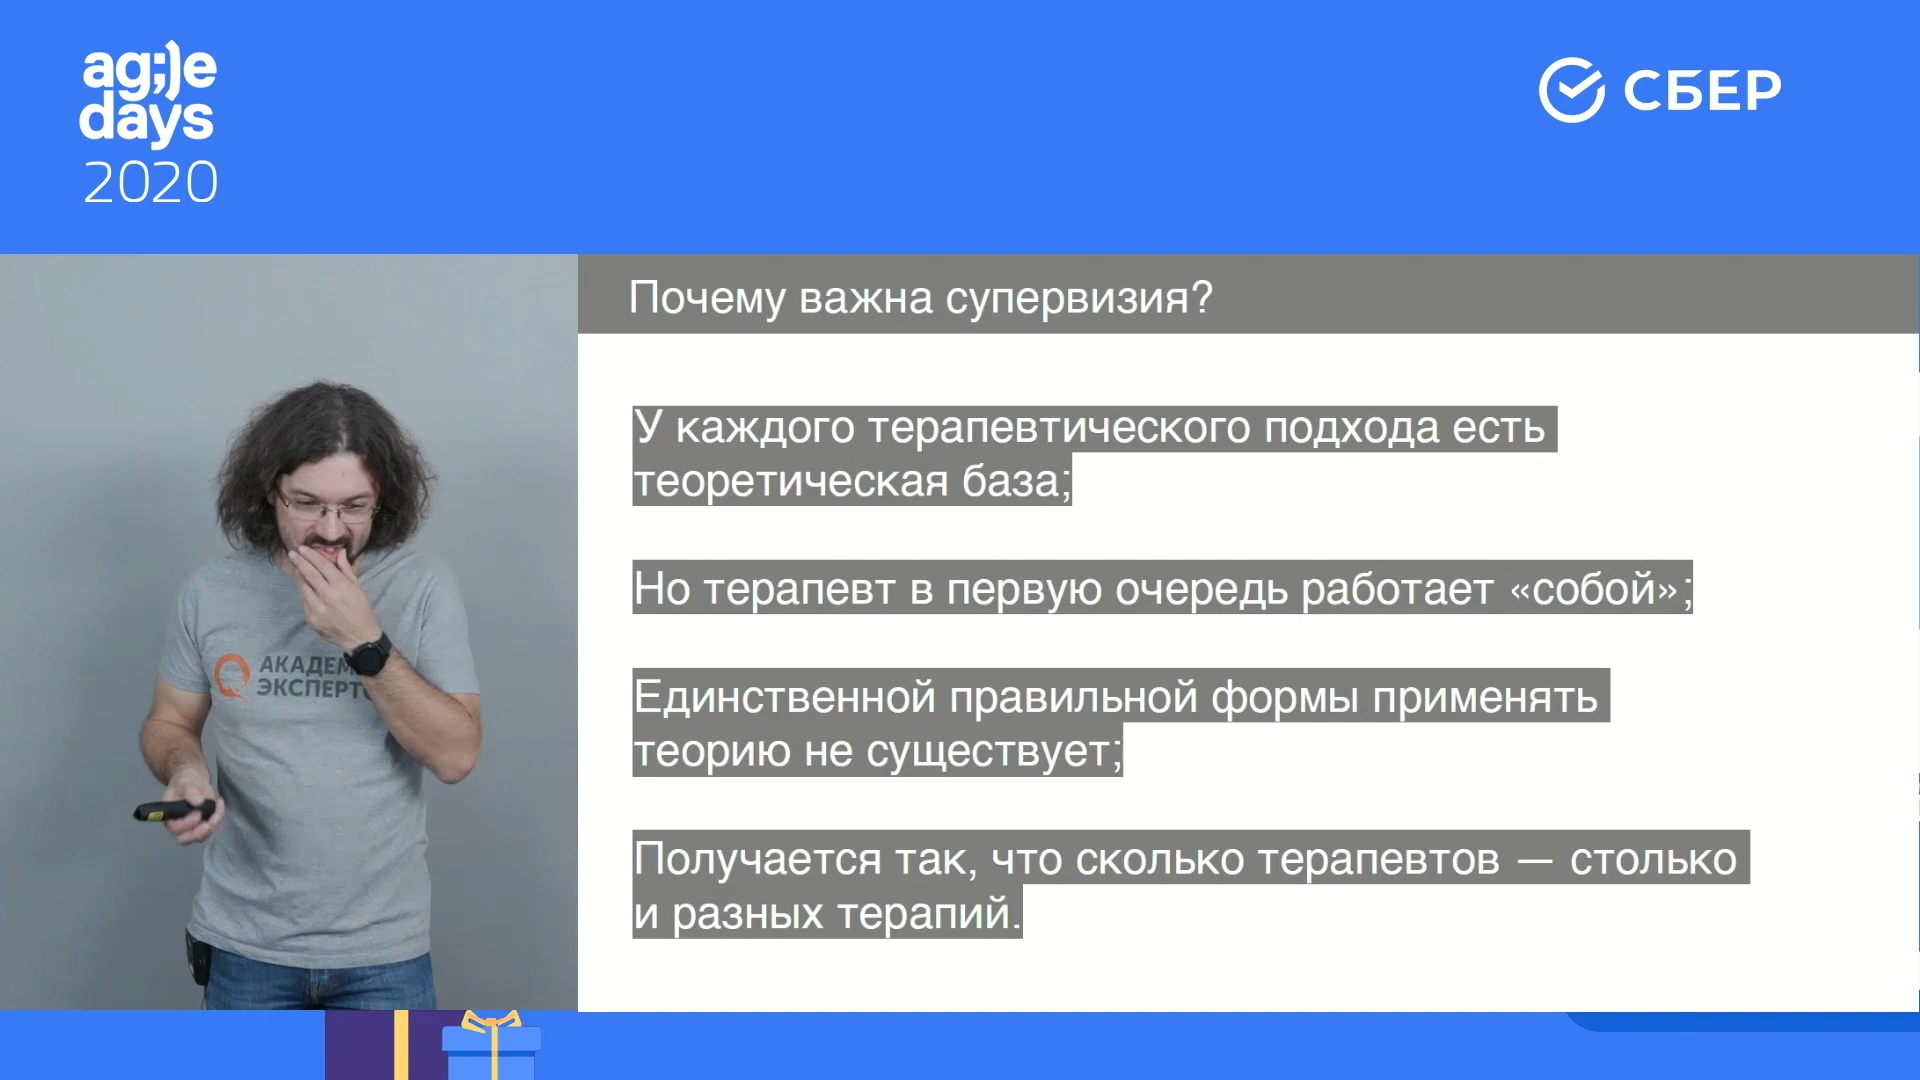 ag;le
days
2020
СБЕР
Почему важна супервизия?
У каждого терапевтического подхода есть
теоретическая база;
Но терапевт в первую очередь работает «собой»;
Единственной правильной формы применять
теорию не существует;
Получается так, что сколько терапевтов — столько
и разных терапий.